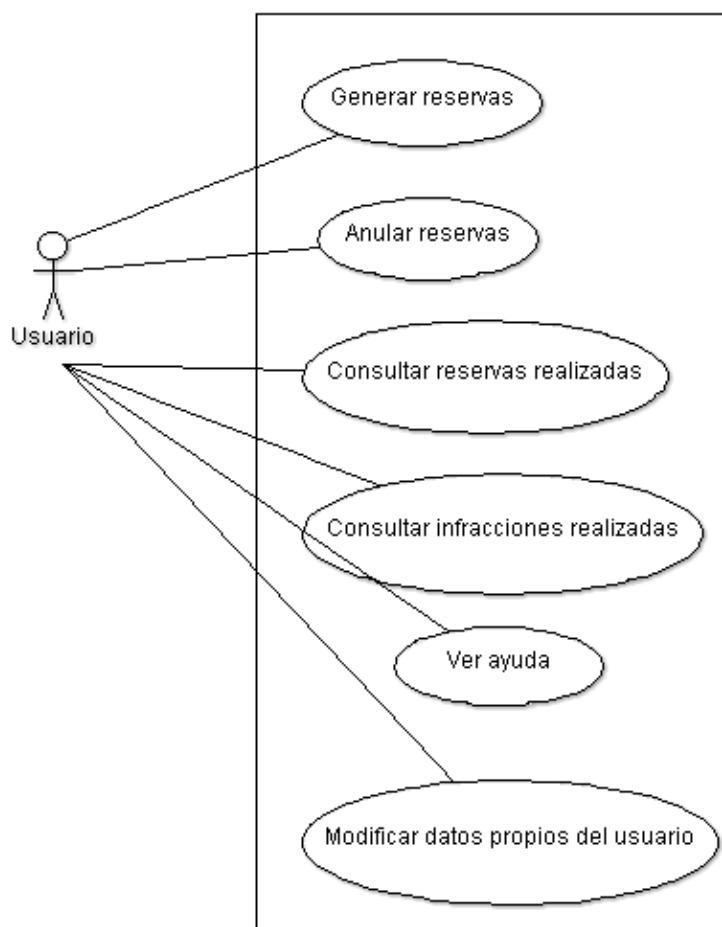 Generar reservas
Anular reservas
Usuario
Consultar reservas realizadas
Consultar infracciones realizadas
Ver ayuda
Modificar datos propios del usuario